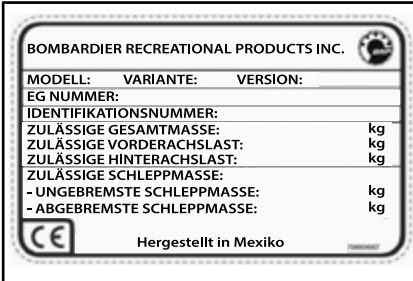 BOMBARDIER RECREATIONAL PRODUCTS INC.
MODELL: VARIANTE: VERSION:
EG NUMMER:
IDENTIFIKATIONSNUMMER:
ZULÄSSIGE GESAMTMASSE: kg
ZULÄSSIGE VORDERACHSLAST: kg
ZULÄSSIGE HINTERACHSLAST: kg
ZULÄSSIGE SCHLEPPMASSE:
- UNGEBREMSTE SCHLEPPMASSE: kg
- ABGEBREMSTE SCHLEPPMASSE: kg
CE Hergestellt in Mexiko